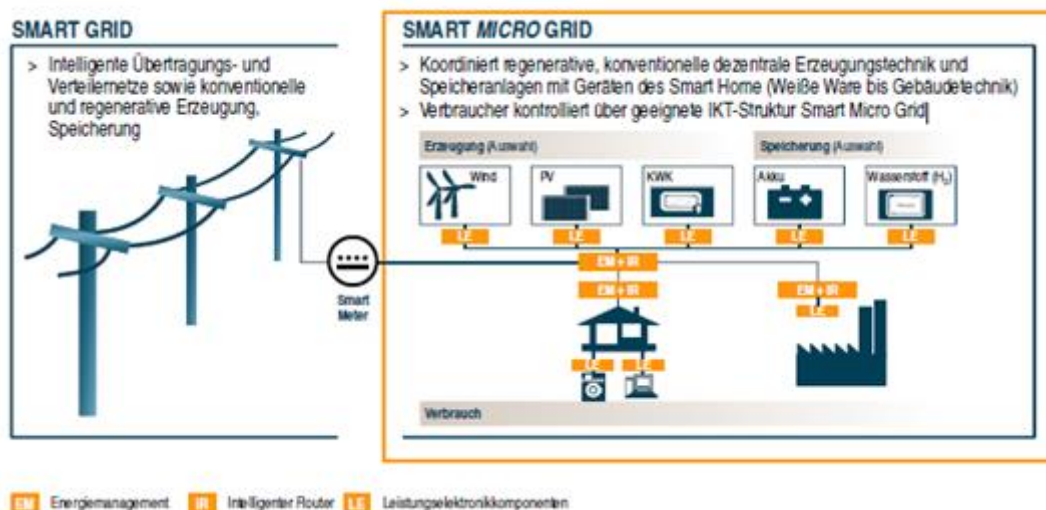 SMART GRID
> Intelligente Übertragungs- und
Verteilernetze sowie konventionelle
und regenerative Erzeugung,
Speicherung
Smart
Meter
SMART MICRO GRID
> Koordiniert regenerative, konventionelle dezentrale Erzeugungstechnik und
Speicheranlagen mit Geräten des Smart Home (Weiße Ware bis Gebäudetechnik)
> Verbraucher kontrolliert über geeignete IKT-Struktur Smart Micro Grid
Erzeugung (Auswahl)
Speicherung (Auswahl)
Wind
PV
KWK
Akku
Wasserstoff (H₂)
LE
LE
LE
LE
LE
EM + IR
EM + IR
EM + IR
LE
LE
LE
Verbrauch
EM Energiemanagement IR Intelligenter Router LE Leistungselektronikkomponenten